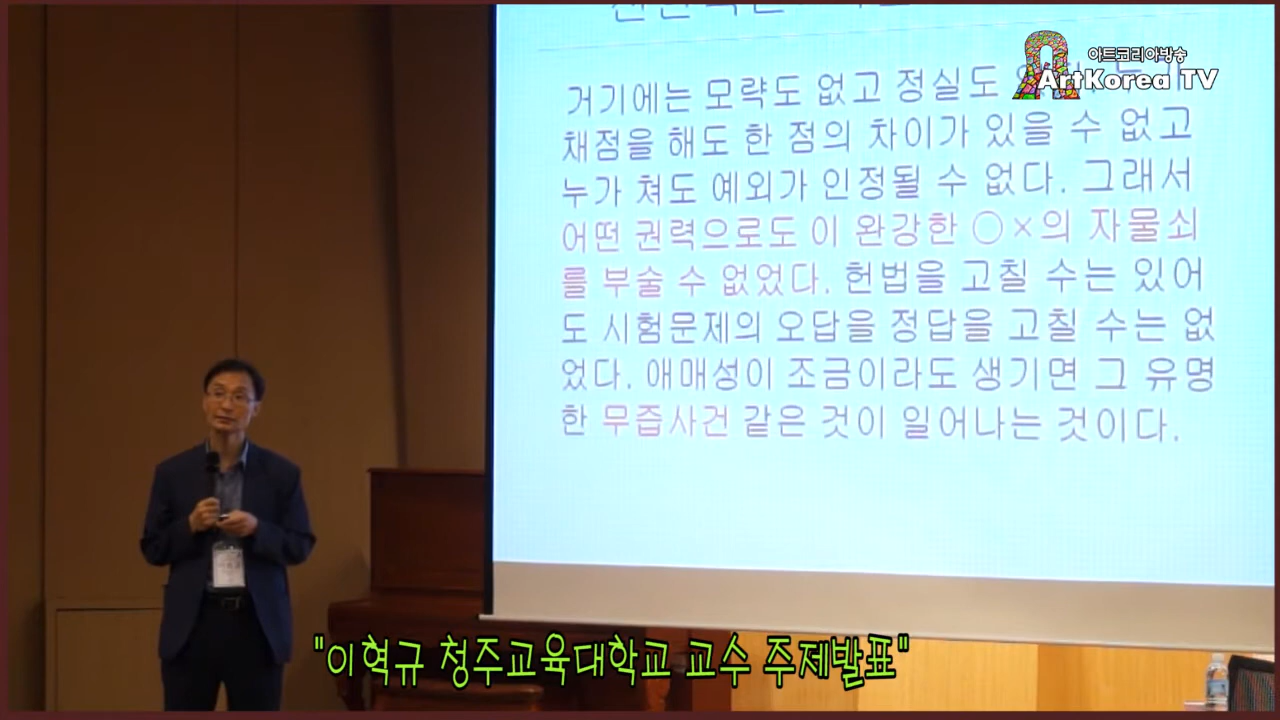 아트코리아방송
ArtKorea TV
거기에는 모략도 없고 정실도
채점을 해도 한 점의 차이가 있을 수 없고
누가 쳐도 예외가 인정될 수 없다. 그래서
어떤 권력으로도 이 완강한 ○×의 자물쇠
를 부술 수 없었다. 헌법을 고칠 수는 있어
도 시험문제의 오답을 정답을 고칠 수는 없
었다. 애매성이 조금이라도 생기면 그 유명
한 무즙사건 같은 것이 일어나는 것이다.
"이혁규 청주교육대학교 교수 주제발표"